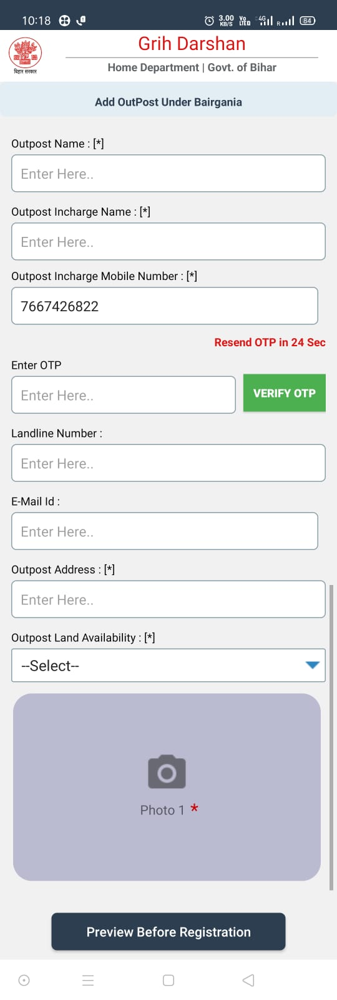 10:18
3.00 KB/S
Vo LTE
4G
R
84
Grih Darshan
बिहार सरकार
Home Department | Govt. of Bihar
Add OutPost Under Bairgania
Outpost Name : [*]
Enter Here..
Outpost Incharge Name : [*]
Enter Here..
Outpost Incharge Mobile Number : [*]
7667426822
Resend OTP in 24 Sec
Enter OTP
Enter Here..
VERIFY OTP
Landline Number :
Enter Here..
E-Mail Id :
Enter Here..
Outpost Address : [*]
Enter Here..
Outpost Land Availability : [*]
--Select--
Photo 1 *
Preview Before Registration